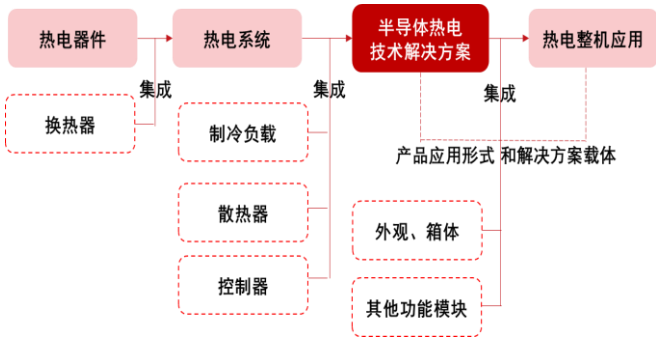 热电器件
热电系统
半导体热电
技术解决方案
热电整机应用
集成
集成
集成
换热器
制冷负载
散热器
控制器
产品应用形式 和解决方案载体
外观、箱体
其他功能模块